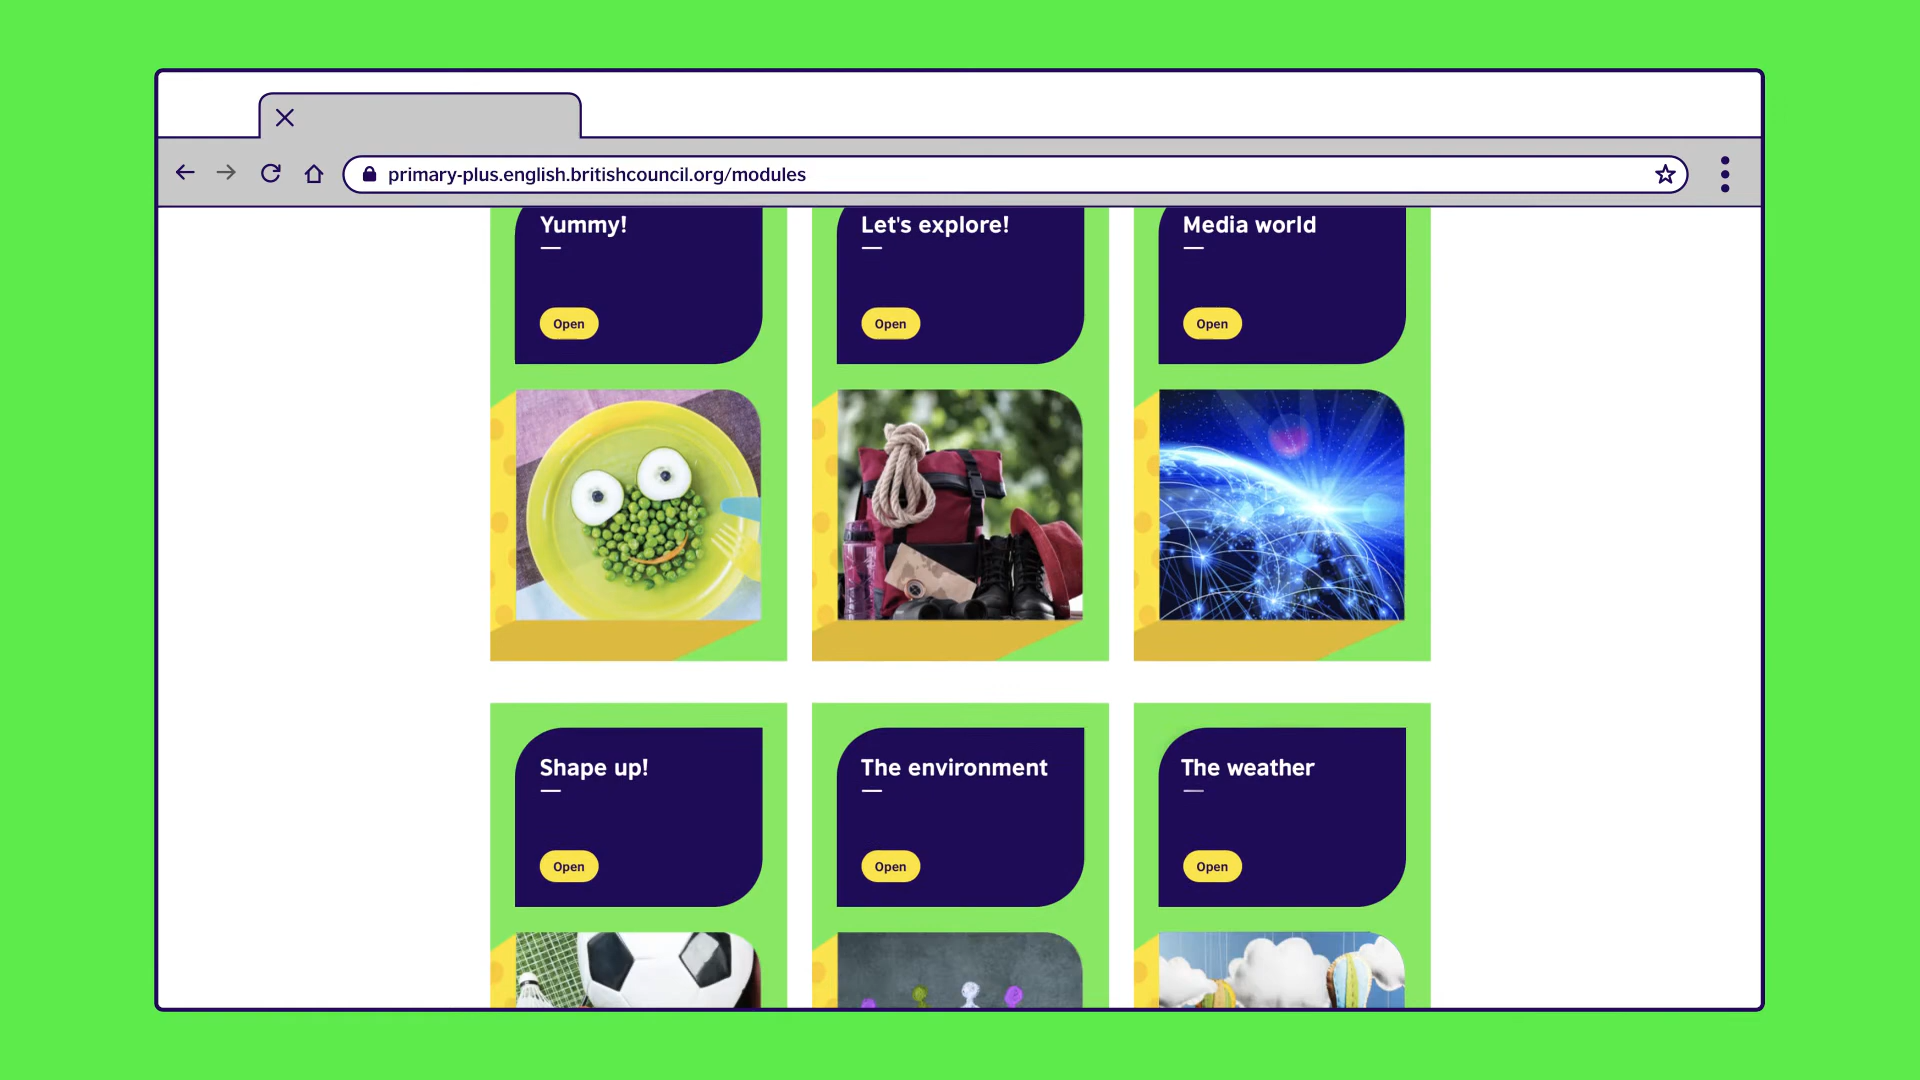 primary-plus.english.britishcouncil.org/modules
Yummy!
Let's explore!
Media world
Open
Open
Open
Shape up!
The environment
The weather
Open
Open
Open